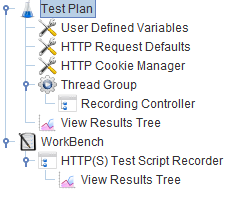 Test Plan
User Defined Variables
HTTP Request Defaults
HTTP Cookie Manager
Thread Group
Recording Controller
View Results Tree
WorkBench
HTTP(S) Test Script Recorder
View Results Tree